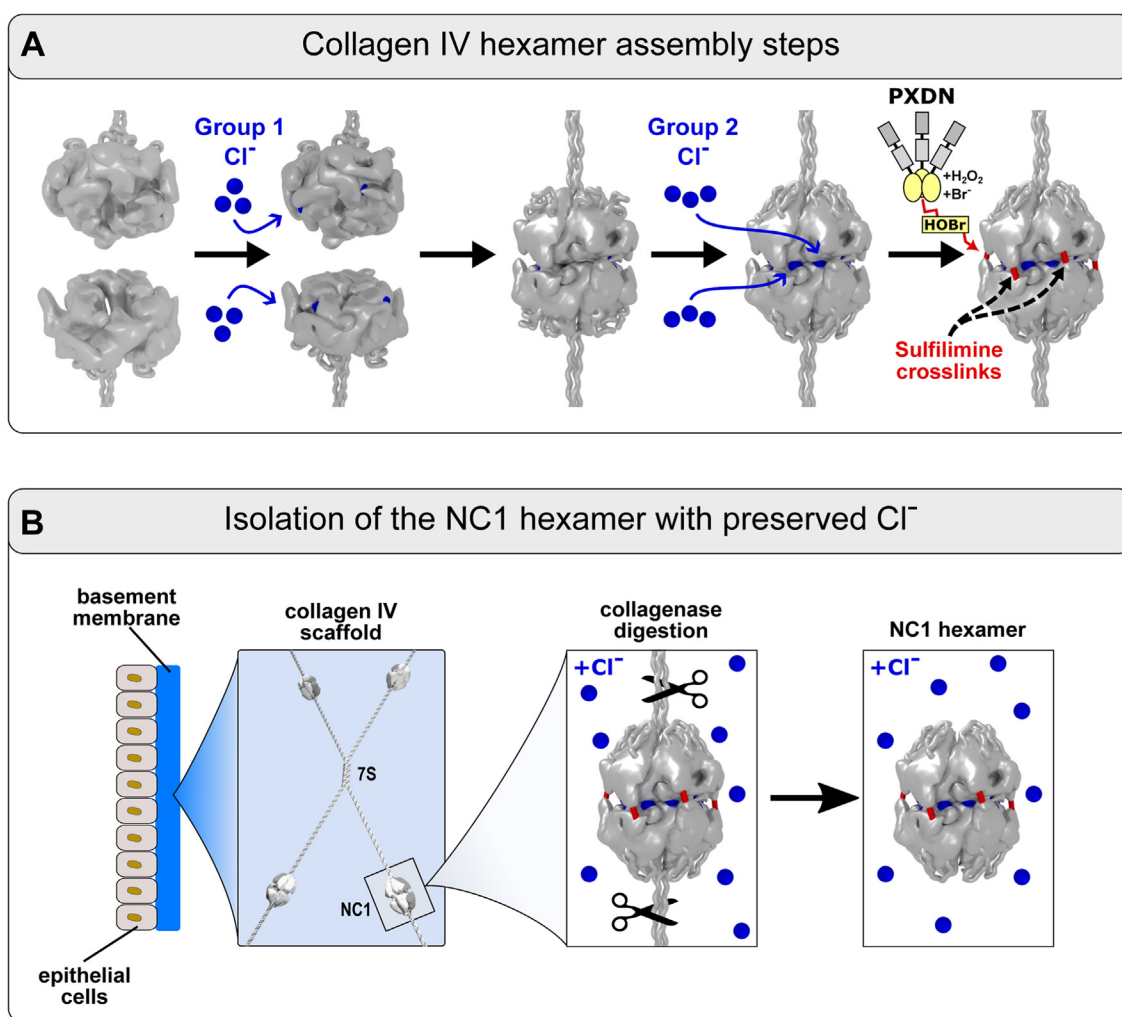 A
Collagen IV hexamer assembly steps
Group 1
Cl⁻
Group 2
Cl⁻
PXDN
+H₂O₂
+Br⁻
HOBr
Sulfilimine
crosslinks
B
Isolation of the NC1 hexamer with preserved Cl⁻
basement
membrane
collagen IV
scaffold
7S
NC1
epithelial
cells
collagenase
digestion
+Cl⁻
NC1 hexamer
+Cl⁻